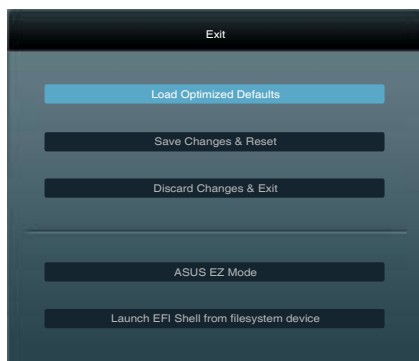 Exit
Load Optimized Defaults
Save Changes & Reset
Discard Changes & Exit
ASUS EZ Mode
Launch EFI Shell from filesystem device